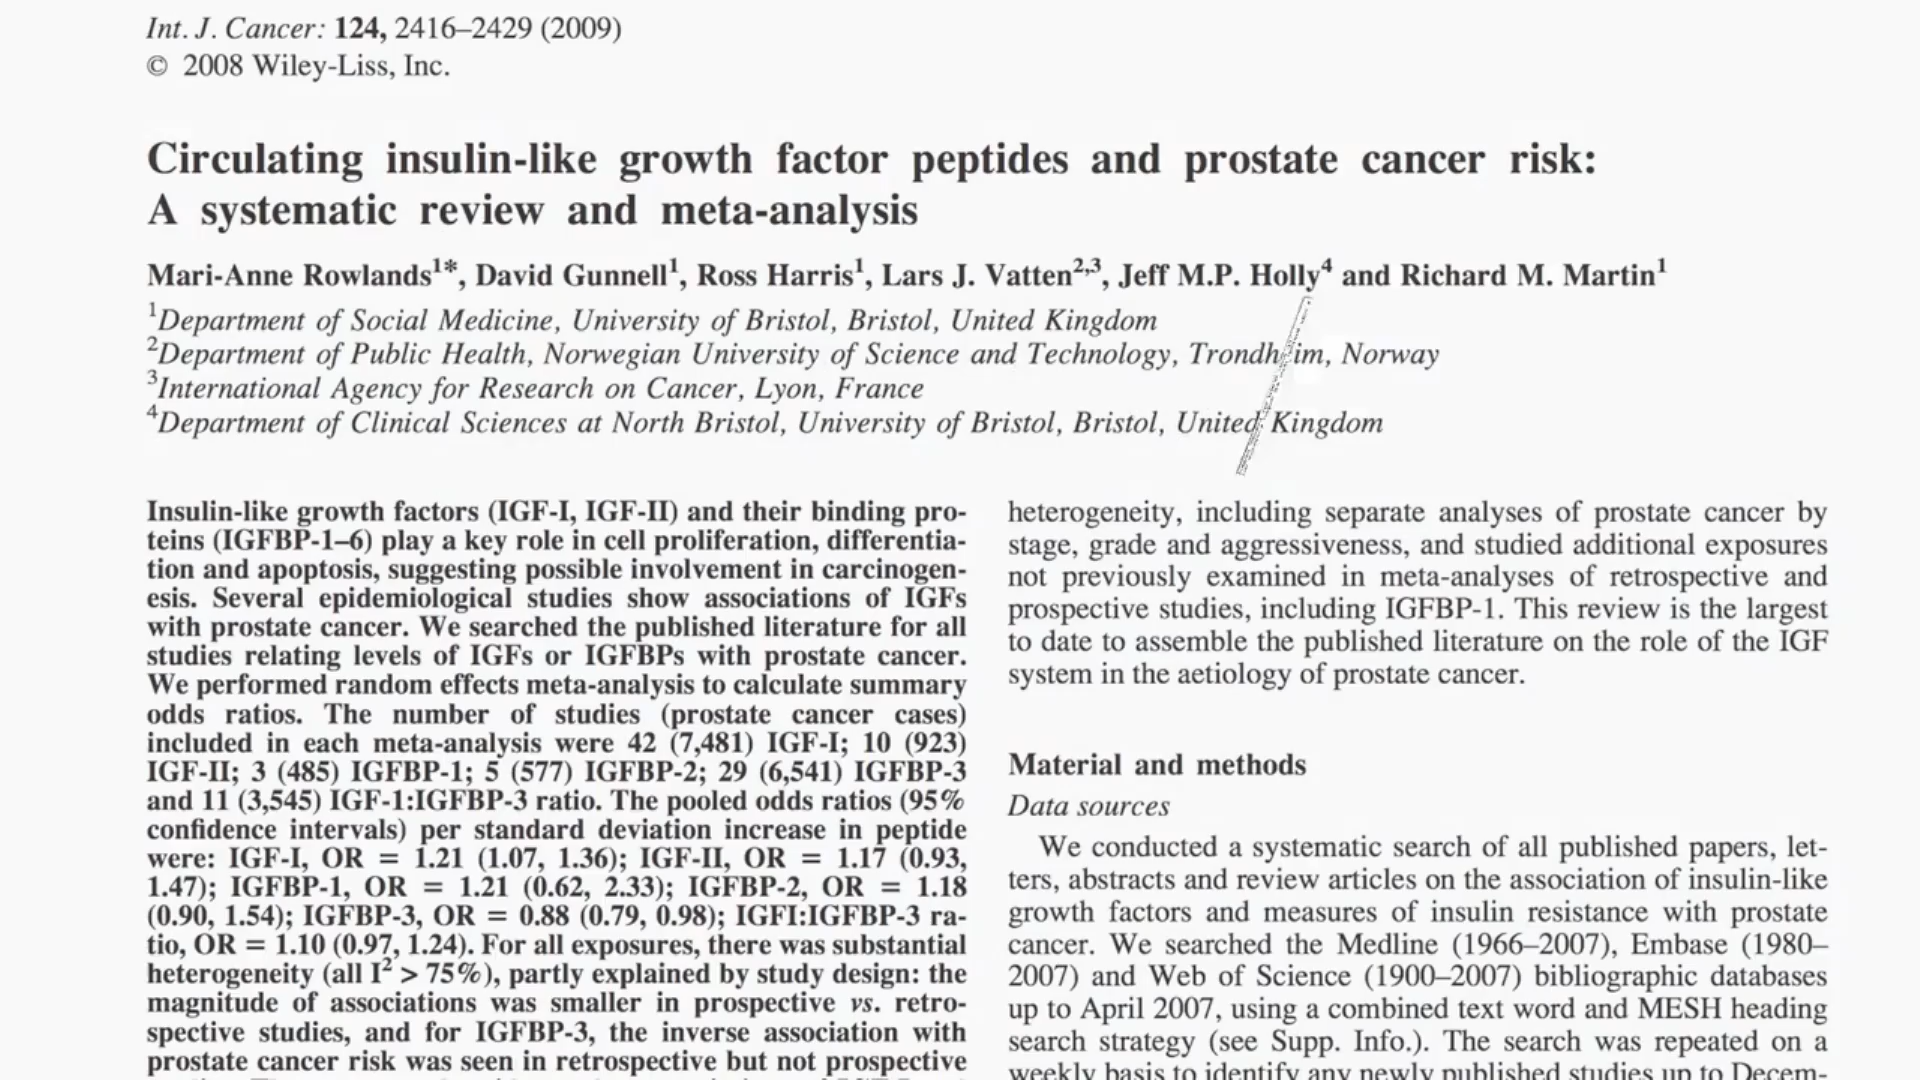 Int. J. Cancer: 124, 2416–2429 (2009)
© 2008 Wiley-Liss, Inc.
Circulating insulin-like growth factor peptides and prostate cancer risk:
A systematic review and meta-analysis
Mari-Anne Rowlands1*, David Gunnell1, Ross Harris1, Lars J. Vatten2,3, Jeff M.P. Holly4 and Richard M. Martin1
1Department of Social Medicine, University of Bristol, Bristol, United Kingdom
2Department of Public Health, Norwegian University of Science and Technology, Trondheim, Norway
3International Agency for Research on Cancer, Lyon, France
4Department of Clinical Sciences at North Bristol, University of Bristol, Bristol, United Kingdom
Insulin-like growth factors (IGF-I, IGF-II) and their binding pro-
teins (IGFBP-1–6) play a key role in cell proliferation, differentia-
tion and apoptosis, suggesting possible involvement in carcinogen-
esis. Several epidemiological studies show associations of IGFs
with prostate cancer. We searched the published literature for all
studies relating levels of IGFs or IGFBPs with prostate cancer.
We performed random effects meta-analysis to calculate summary
odds ratios. The number of studies (prostate cancer cases)
included in each meta-analysis were 42 (7,481) IGF-I; 10 (923)
IGF-II; 3 (485) IGFBP-1; 5 (577) IGFBP-2; 29 (6,541) IGFBP-3
and 11 (3,545) IGF-1:IGFBP-3 ratio. The pooled odds ratios (95%
confidence intervals) per standard deviation increase in peptide
were: IGF-I, OR = 1.21 (1.07, 1.36); IGF-II, OR = 1.17 (0.93,
1.47); IGFBP-1, OR = 1.21 (0.62, 2.33); IGFBP-2, OR = 1.18
(0.90, 1.54); IGFBP-3, OR = 0.88 (0.79, 0.98); IGFI:IGFBP-3 ra-
tio, OR = 1.10 (0.97, 1.24). For all exposures, there was substantial
heterogeneity (all I2 > 75%), partly explained by study design: the
magnitude of associations was smaller in prospective vs. retro-
spective studies, and for IGFBP-3, the inverse association with
prostate cancer risk was seen in retrospective but not prospective
heterogeneity, including separate analyses of prostate cancer by
stage, grade and aggressiveness, and studied additional exposures
not previously examined in meta-analyses of retrospective and
prospective studies, including IGFBP-1. This review is the largest
to date to assemble the published literature on the role of the IGF
system in the aetiology of prostate cancer.
Material and methods
Data sources
We conducted a systematic search of all published papers, let-
ters, abstracts and review articles on the association of insulin-like
growth factors and measures of insulin resistance with prostate
cancer. We searched the Medline (1966–2007), Embase (1980–
2007) and Web of Science (1900–2007) bibliographic databases
up to April 2007, using a combined text word and MESH heading
search strategy (see Supp. Info.). The search was repeated on a
weekly basis to identify any newly published studies up to Decem-